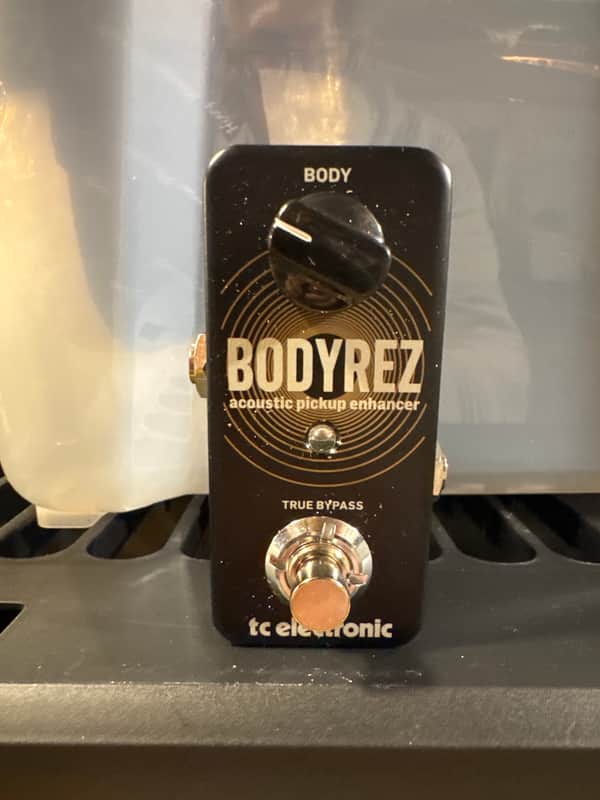 BODY
BODYREZ
acoustic pickup enhancer
TRUE BYPASS
tc electronic